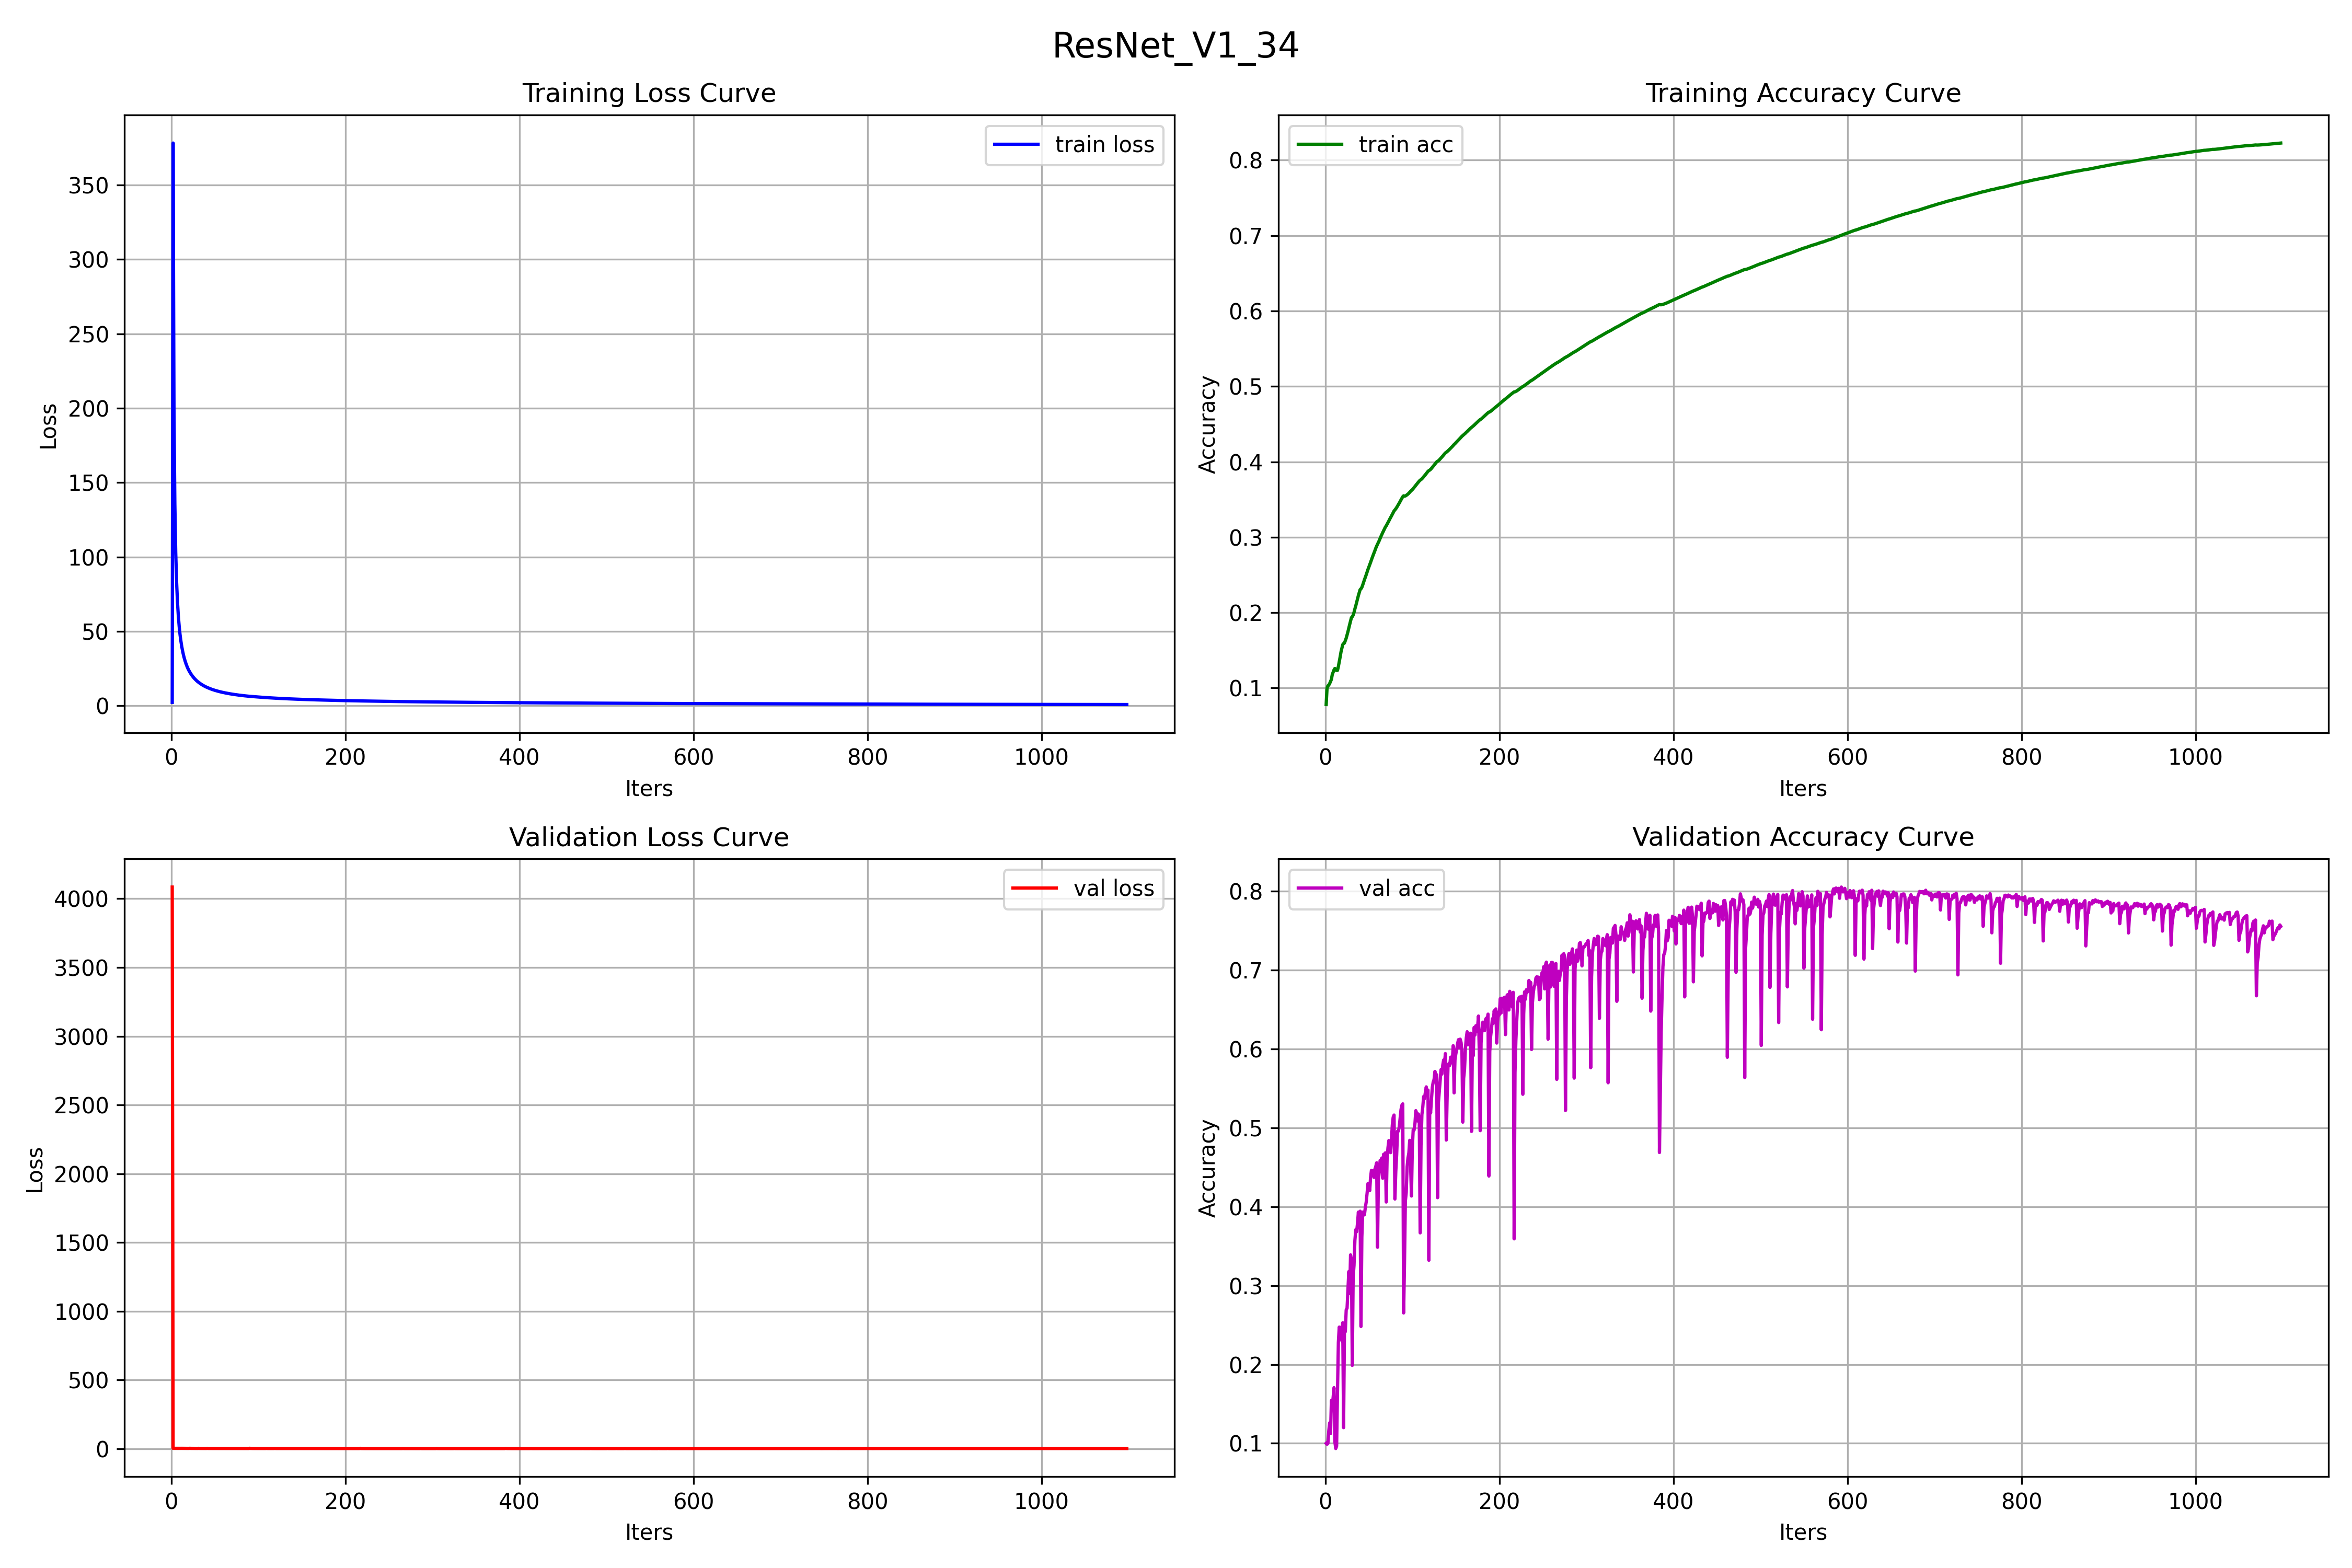 ResNet_V1_34
Training Loss Curve
train loss
350
300
250
200
150
100
50
0
Loss
0 200 400 600 800 1000
Iters
Training Accuracy Curve
train acc
0.8
0.7
0.6
0.5
0.4
0.3
0.2
0.1
Accuracy
0 200 400 600 800 1000
Iters
Validation Loss Curve
val loss
4000
3500
3000
2500
2000
1500
1000
500
0
Loss
0 200 400 600 800 1000
Iters
Validation Accuracy Curve
val acc
0.8
0.7
0.6
0.5
0.4
0.3
0.2
0.1
Accuracy
0 200 400 600 800 1000
Iters